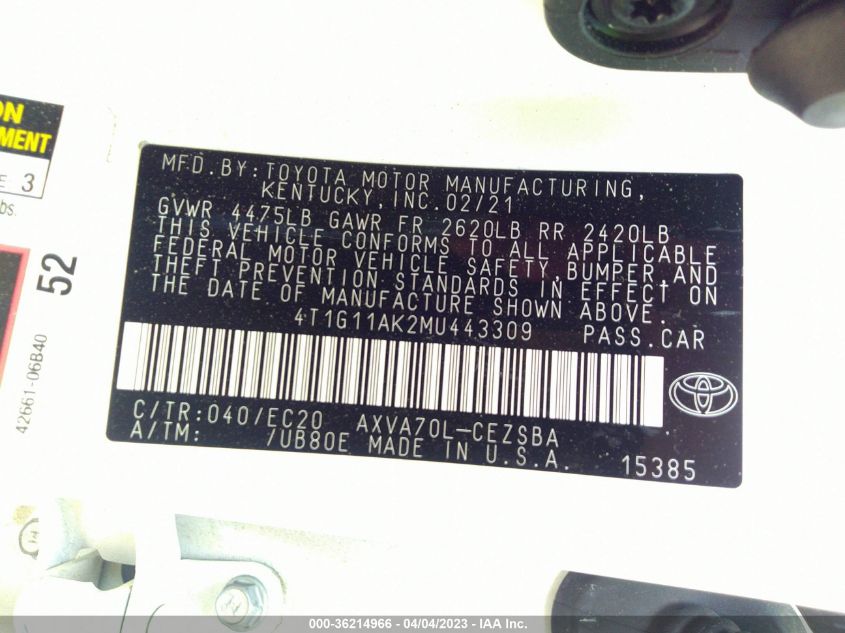 ON
MENT
E 3
bs.
52
42661-06B40
MFD.BY:TOYOTA MOTOR MANUFACTURING,
KENTUCKY,INC.02/21
GVWR 4475LB GAWR FR 2620LB RR 2420LB
THIS VEHICLE CONFORMS TO ALL APPLICABLE
FEDERAL MOTOR VEHICLE SAFETY BUMPER,AND
THEFT PREVENTION STANDARDS IN EFFECT ON
THE DATE OF MANUFACTURE SHOWN ABOVE.
4T1G11AK2MU443309 PASS.CAR
C/TR:040/EC20 AXVA70L-CEZSBA
A/TM: /UB80E MADE IN U.S.A. 15385
000-36214966 - 04/04/2023 - IAA Inc.